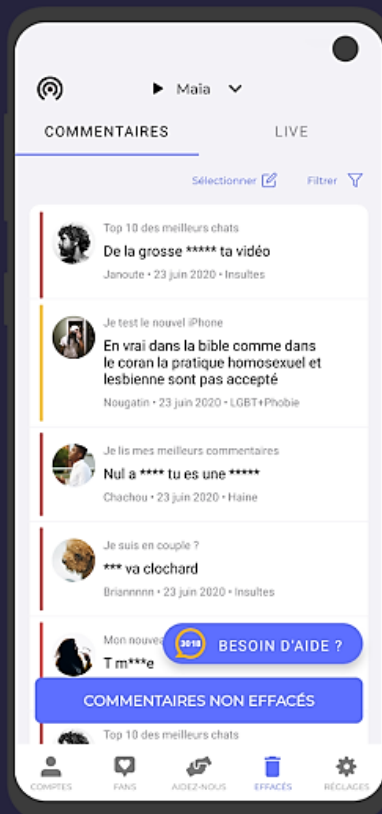 Maïa
COMMENTAIRES
LIVE
Sélectionner
Filtrer
Top 10 des meilleurs chats
De la grosse ***** ta vidéo
Janoute • 23 juin 2020 • Insultes
Je test le nouvel iPhone
En vrai dans la bible comme dans
le coran la pratique homosexuel et
lesbienne sont pas accepté
Nougatin • 23 juin 2020 • LGBT+Phobie
Je lis mes meilleurs commentaires
Nul a **** tu es une *****
Chachou • 23 juin 2020 • Haine
Je suis en couple ?
*** va clochard
Briannnnn • 23 juin 2020 • Insultes
Mon nouvea
T m***e
3018
BESOIN D'AIDE ?
COMMENTAIRES NON EFFACÉS
Top 10 des meilleurs chats
COMPTES
FANS
AIDEZ-NOUS
EFFACÉS
RÉGLAGES